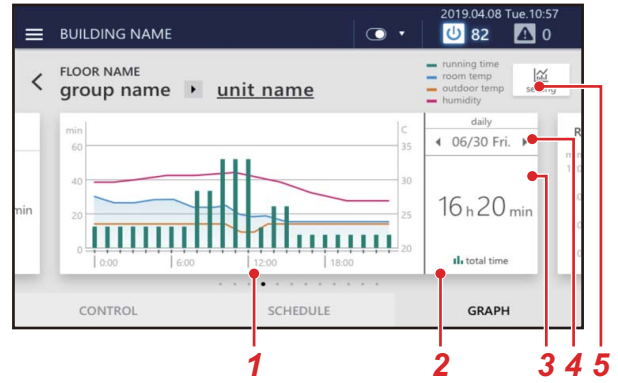 2019.04.08 Tue.10:57
BUILDING NAME
82
0
FLOOR NAME
group name
unit name
running time
room temp
outdoor temp
humidity
min
min
60
40
20
0
C
35
30
25
20
0:00
6:00
12:00
18:00
daily
06/30 Fri.
16 h 20 min
total time
R
CONTROL
SCHEDULE
GRAPH
1
2
3
4
5